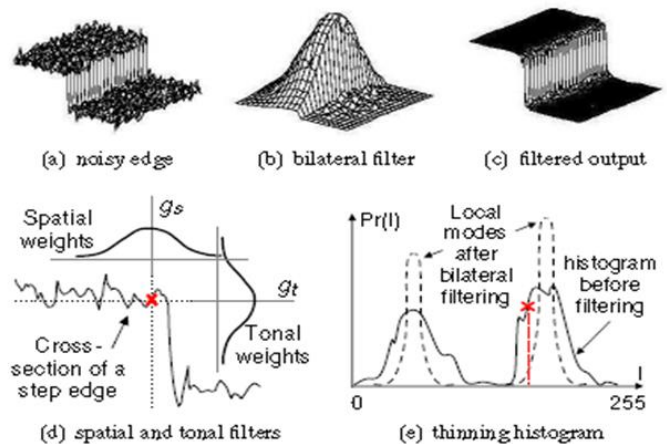 (a) noisy edge
(b) bilateral filter
(c) filtered output
Spatial
weights
gs
gt
Tonal
weights
Cross-
section of a
step edge
(d) spatial and tonal filters
Pr(I)
Local
modes
after
bilateral
filtering
histogram
before
filtering
I
0
255
(e) thinning histogram